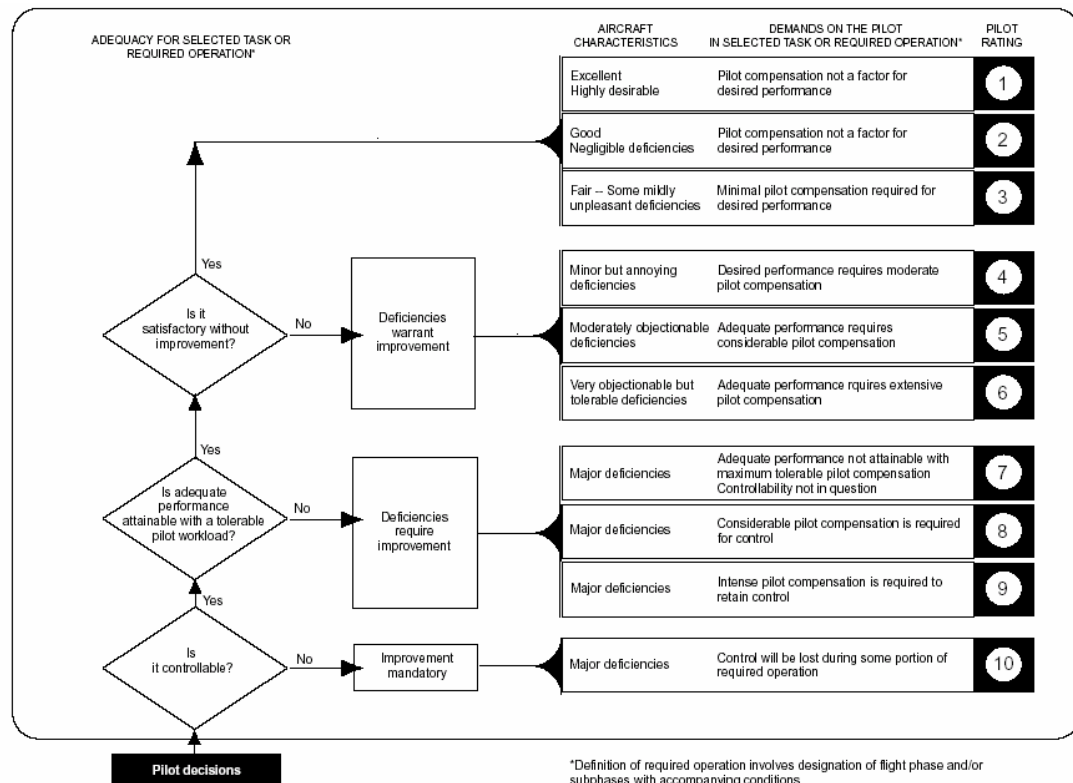 ADEQUACY FOR SELECTED TASK OR
REQUIRED OPERATION*
AIRCRAFT
CHARACTERISTICS
DEMANDS ON THE PILOT
IN SELECTED TASK OR REQUIRED OPERATION*
PILOT
RATING
Excellent
Highly desirable
Pilot compensation not a factor for
desired performance
1
Good
Negligible deficiencies
Pilot compensation not a factor for
desired performance
2
Fair -- Some mildly
unpleasant deficiencies
Minimal pilot compensation required for
desired performance
3
Yes
Is it
satisfactory without
improvement?
No
Deficiencies
warrant
improvement
Minor but annoying
deficiencies
Desired performance requires moderate
pilot compensation
4
Moderately objectionable
deficiencies
Adequate performance requires
considerable pilot compensation
5
Very objectionable but
tolerable deficiencies
Adequate performance rquires extensive
pilot compensation
6
Yes
Is adequate
performance
attainable with a tolerable
pilot workload?
No
Deficiencies
require
improvement
Major deficiencies
Adequate performance not attainable with
maximum tolerable pilot compensation
Controllability not in question
7
Major deficiencies
Considerable pilot compensation is required
for control
8
Major deficiencies
Intense pilot compensation is required to
retain control
9
Yes
Is
it controllable?
No
Improvement
mandatory
Major deficiencies
Control will be lost during some portion of
required operation
10
Pilot decisions
*Definition of required operation involves designation of flight phase and/or
subphases with accompanying conditions